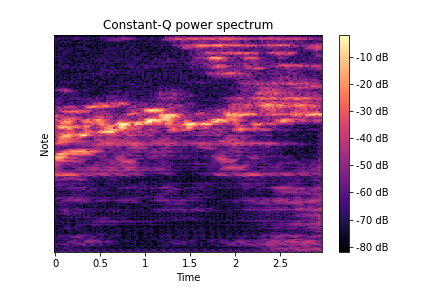 Constant-Q power spectrum
Note
0
0.5
1
1.5
2
2.5
Time
-10 dB
-20 dB
-30 dB
-40 dB
-50 dB
-60 dB
-70 dB
-80 dB